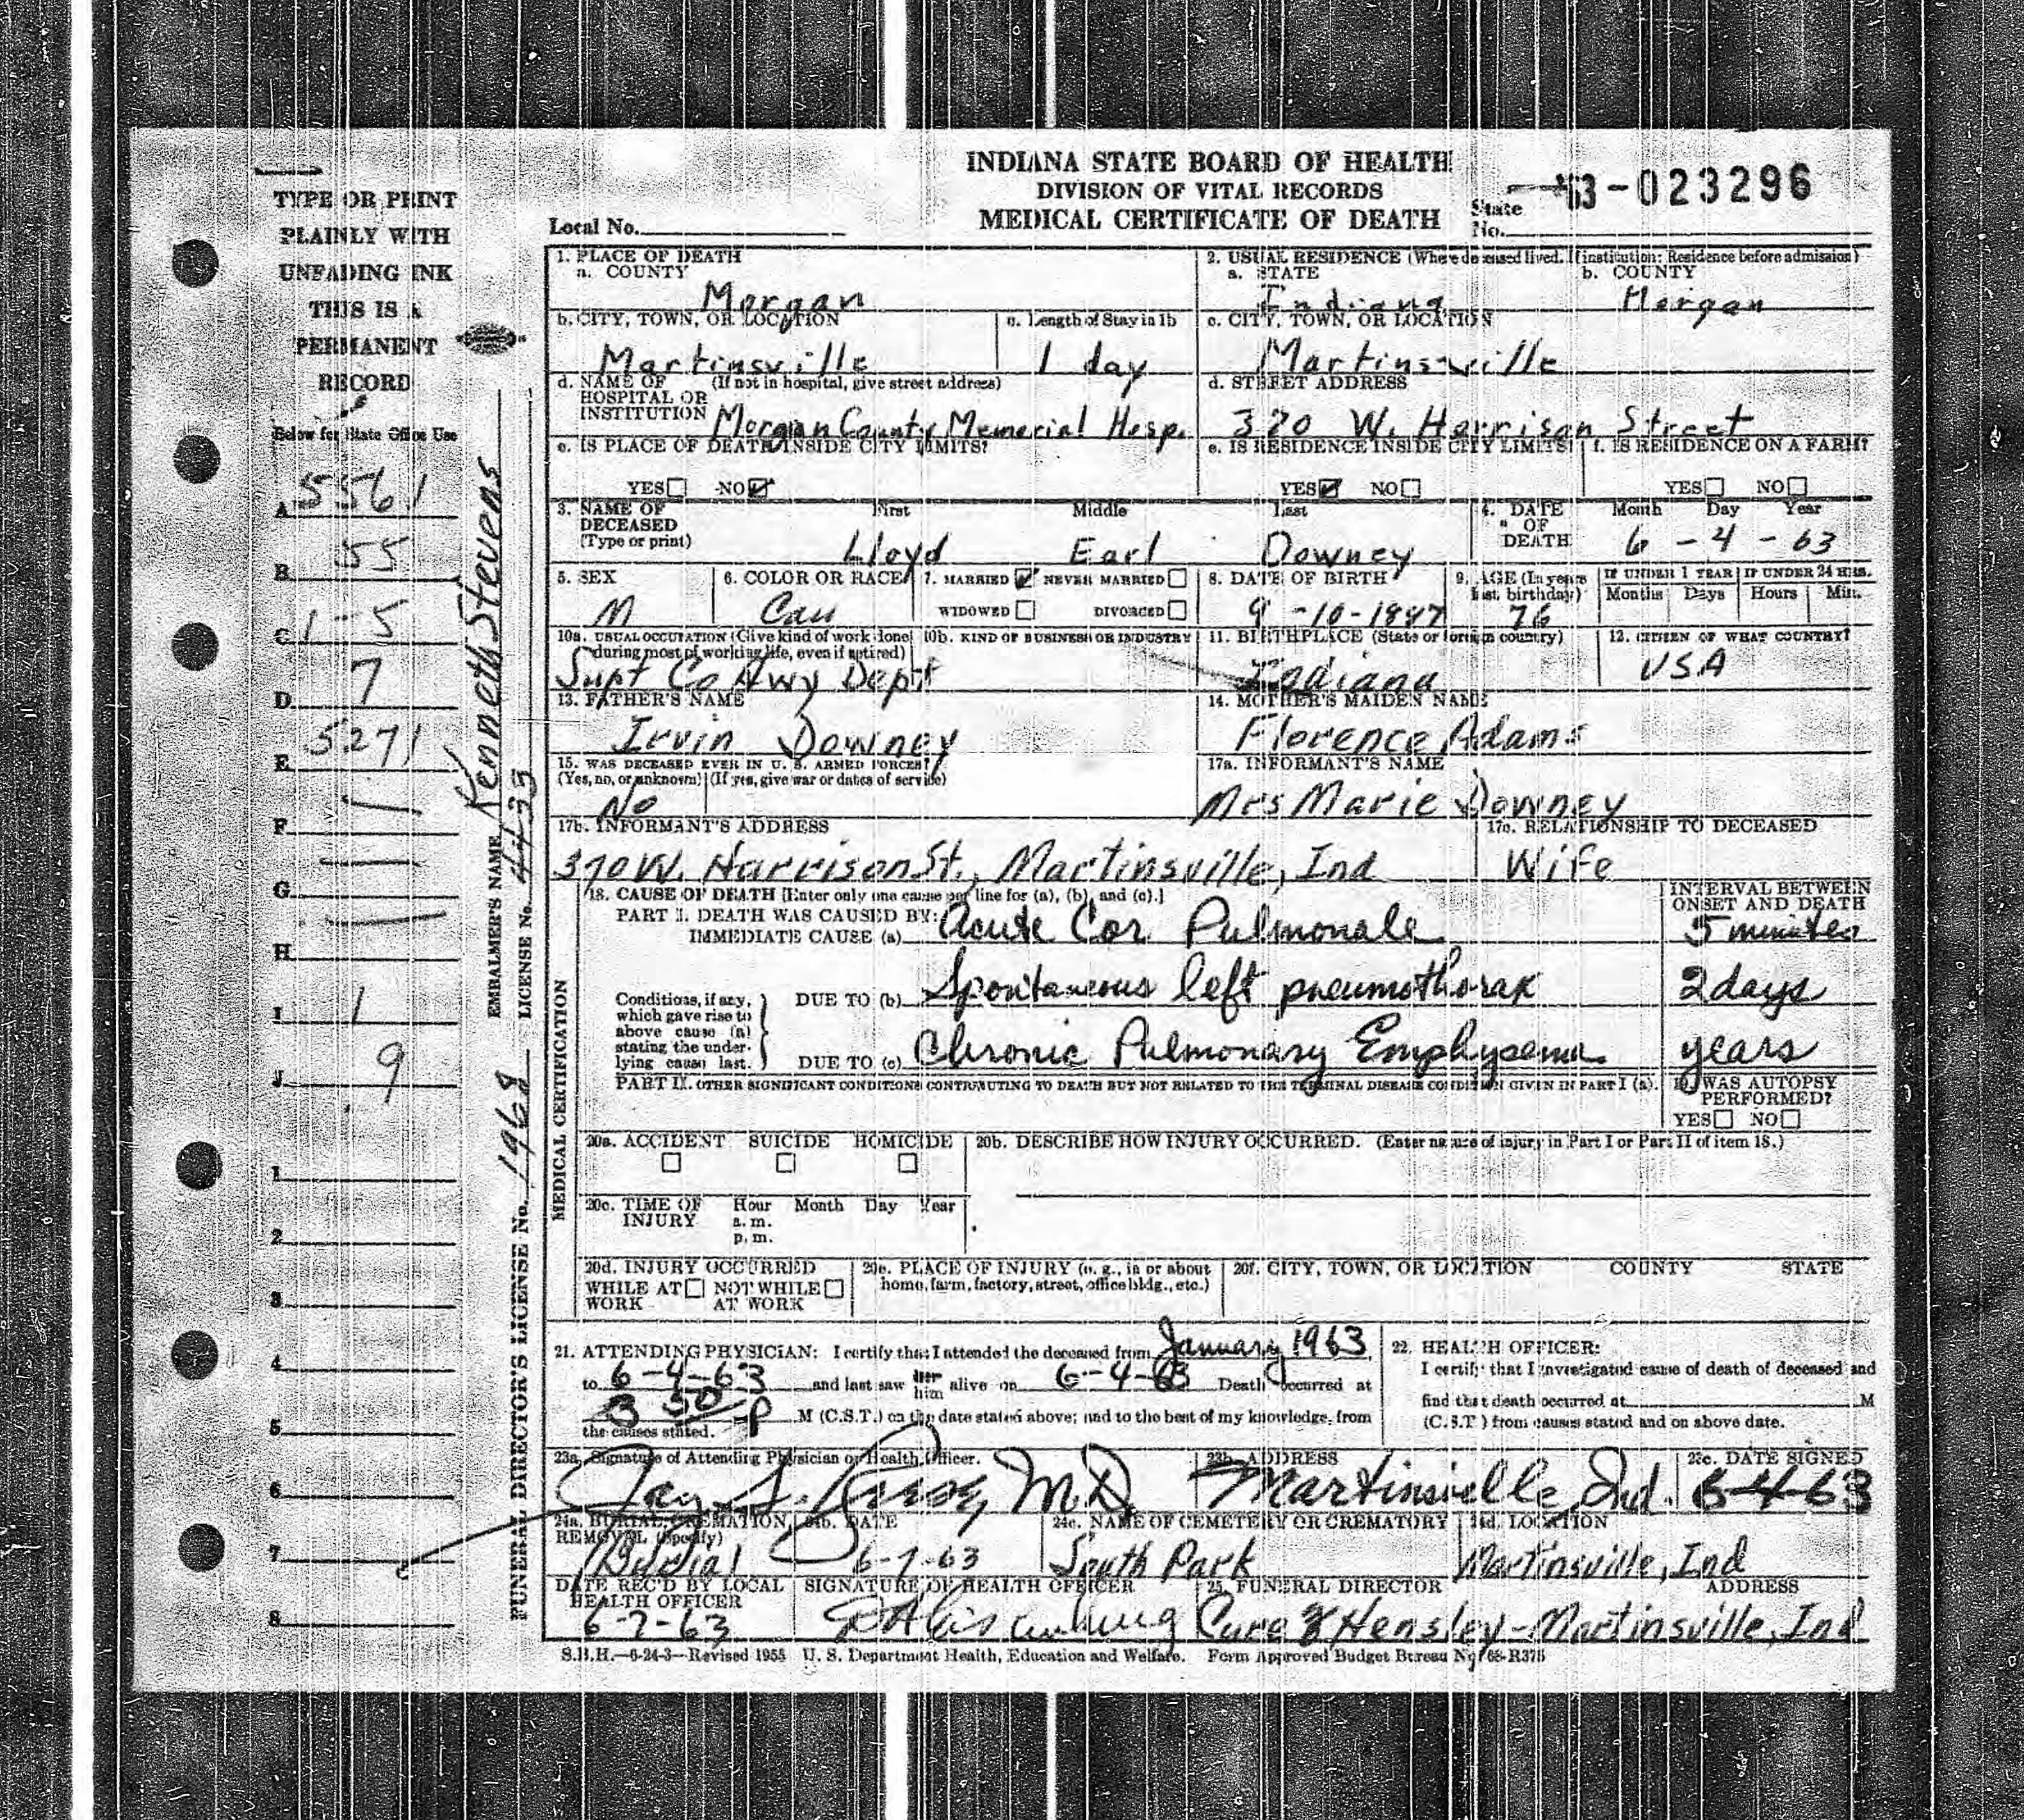 INDIANA STATE BOARD OF HEALTH
DIVISION OF VITAL RECORDS
MEDICAL CERTIFICATE OF DEATH
Local No.
State No. 63-023296
TYPE OR PRINT
PLAINLY WITH
UNFADING INK
THIS IS A
PERMANENT
RECORD
Below for State Office Use
A 5561
B 55
C 1-5
D 7
E 5271
F
G
H
I 1
J 9
1
2
3
4
5
6
7
8
EMBALMER'S NAME Kenneth Stevens
LICENSE No. 4433
FUNERAL DIRECTOR'S LICENSE No. 1968
1. PLACE OF DEATH
a. COUNTY
Morgan
2. USUAL RESIDENCE (Where deceased lived. If institution: Residence before admission)
a. STATE b. COUNTY
Indiana Morgan
b. CITY, TOWN, OR LOCATION c. Length of Stay in 1b
Martinsville 1 day
c. CITY, TOWN, OR LOCATION
Martinsville
d. NAME OF (If not in hospital, give street address)
HOSPITAL OR
INSTITUTION Morgan County Memorial Hosp.
d. STREET ADDRESS
370 W. Harrison Street
e. IS PLACE OF DEATH INSIDE CITY LIMITS?
YES NO
e. IS RESIDENCE INSIDE CITY LIMITS? f. IS RESIDENCE ON A FARM?
YES NO YES NO
3. NAME OF First Middle Last
DECEASED
(Type or print) Lloyd Earl Downey
4. DATE Month Day Year
OF
DEATH 6 - 4 - 63
5. SEX
M
6. COLOR OR RACE
Cau
7. MARRIED NEVER MARRIED
WIDOWED DIVORCED
8. DATE OF BIRTH
9 -10-1887
9. AGE (In years
last birthday)
76
IF UNDER 1 YEAR IF UNDER 24 HRS.
Months Days Hours Min.
10a. USUAL OCCUPATION (Give kind of work done
during most of working life, even if retired)
Supt Co Hwy Dept
10b. KIND OF BUSINESS OR INDUSTRY
11. BIRTHPLACE (State or foreign country)
Indiana
12. CITIZEN OF WHAT COUNTRY?
USA
13. FATHER'S NAME
Irvin Downey
14. MOTHER'S MAIDEN NAME
Florence Adams
15. WAS DECEASED EVER IN U. S. ARMED FORCES?
(Yes, no, or unknown) (If yes, give war or dates of service)
No
17a. INFORMANT'S NAME
Mrs Marie Downey
17b. INFORMANT'S ADDRESS
370 W. Harrison St., Martinsville, Ind
17c. RELATIONSHIP TO DECEASED
Wife
MEDICAL CERTIFICATION
18. CAUSE OF DEATH [Enter only one cause per line for (a), (b), and (c).]
INTERVAL BETWEEN
ONSET AND DEATH
PART I. DEATH WAS CAUSED BY:
IMMEDIATE CAUSE (a) Acute Cor Pulmonale 5 minutes
Conditions, if any,
which gave rise to
above cause (a)
stating the under-
lying cause last.
DUE TO (b) Spontaneous left pneumothorax 2 days
DUE TO (c) Chronic Pulmonary Emphysema years
PART II. OTHER SIGNIFICANT CONDITIONS CONTRIBUTING TO DEATH BUT NOT RELATED TO THE TERMINAL DISEASE CONDITION GIVEN IN PART I (a).
19. WAS AUTOPSY
PERFORMED?
YES NO
20a. ACCIDENT SUICIDE HOMICIDE
20b. DESCRIBE HOW INJURY OCCURRED. (Enter nature of injury in Part I or Part II of item 18.)
20c. TIME OF Hour Month Day Year
INJURY a. m.
p. m.
20d. INJURY OCCURRED
WHILE AT NOT WHILE
WORK AT WORK
20e. PLACE OF INJURY (e. g., in or about
home, farm, factory, street, office bldg., etc.)
20f. CITY, TOWN, OR LOCATION COUNTY STATE
21. ATTENDING PHYSICIAN: I certify that I attended the deceased from January 1963
to 6-4-63 and last saw her him alive on 6-4-63 Death occurred at
3 50 P M (C.S.T.) on the date stated above; and to the best of my knowledge, from
the causes stated.
22. HEALTH OFFICER:
I certify that I investigated cause of death of deceased and
find that death occurred at M
(C.S.T) from causes stated and on above date.
23a. Signature of Attending Physician or Health Officer.
M.D.
23b. ADDRESS
Martinsville, Ind.
23c. DATE SIGNED
6-4-63
24a. BURIAL, CREMATION
REMOVAL (Specify)
Burial
24b. DATE
6-7-63
24c. NAME OF CEMETERY OR CREMATORY
South Park
24d. LOCATION
Martinsville, Ind
DATE REC'D BY LOCAL
HEALTH OFFICER
6-7-63
SIGNATURE OF HEALTH OFFICER
25. FUNERAL DIRECTOR ADDRESS
Cure & Hensley - Martinsville, Ind
S.B.H.—6-24-3—Revised 1955 U. S. Department Health, Education and Welfare. Form Approved Budget Bureau No. 68-R375